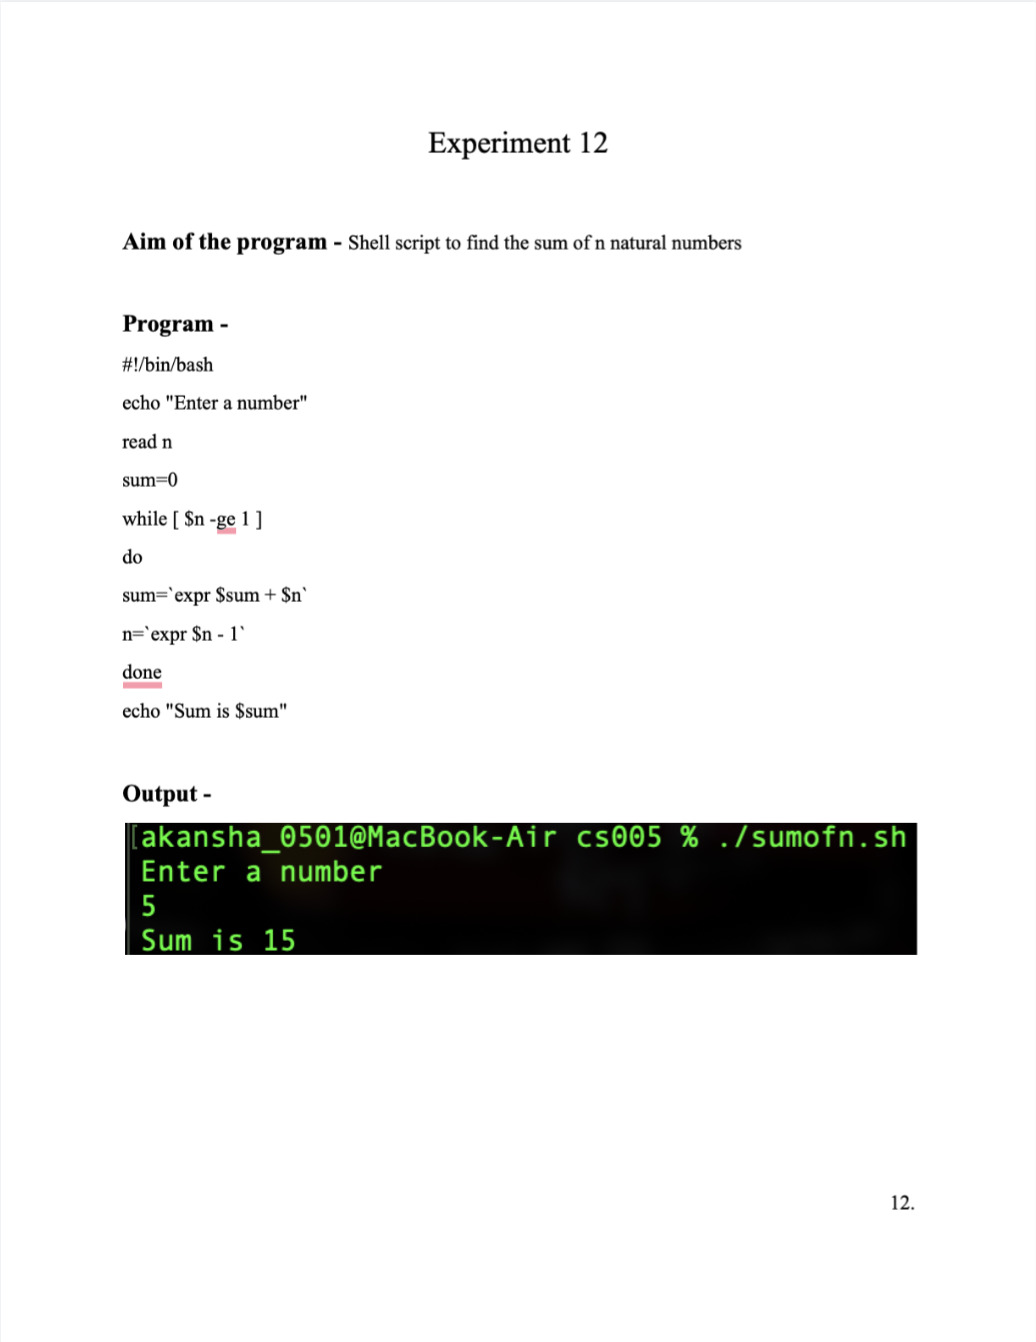 Experiment 12
Aim of the program - Shell script to find the sum of n natural numbers
Program -
#!/bin/bash
echo "Enter a number"
read n
sum=0
while [ $n -ge 1 ]
do
sum=`expr $sum + $n`
n=`expr $n - 1`
done
echo "Sum is $sum"
Output -
[akansha_0501@MacBook-Air cs005 % ./sumofn.sh
Enter a number
5
Sum is 15
12.